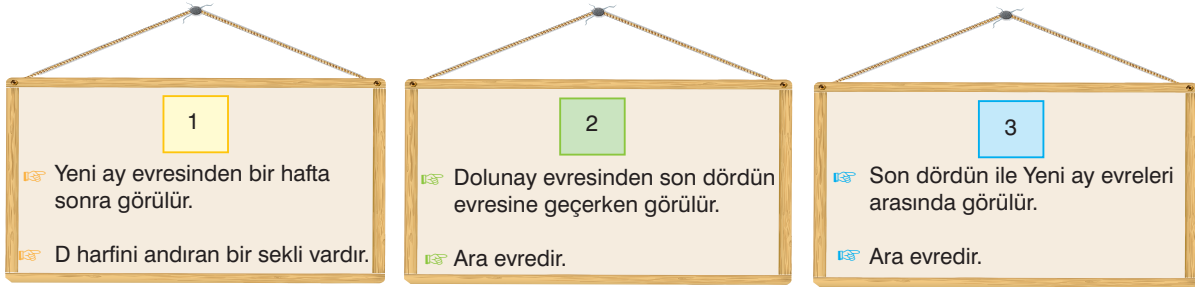 1
Yeni ay evresinden bir hafta
sonra görülür.
D harfini andıran bir sekli vardır.
2
Dolunay evresinden son dördün
evresine geçerken görülür.
Ara evredir.
3
Son dördün ile Yeni ay evreleri
arasında görülür.
Ara evredir.